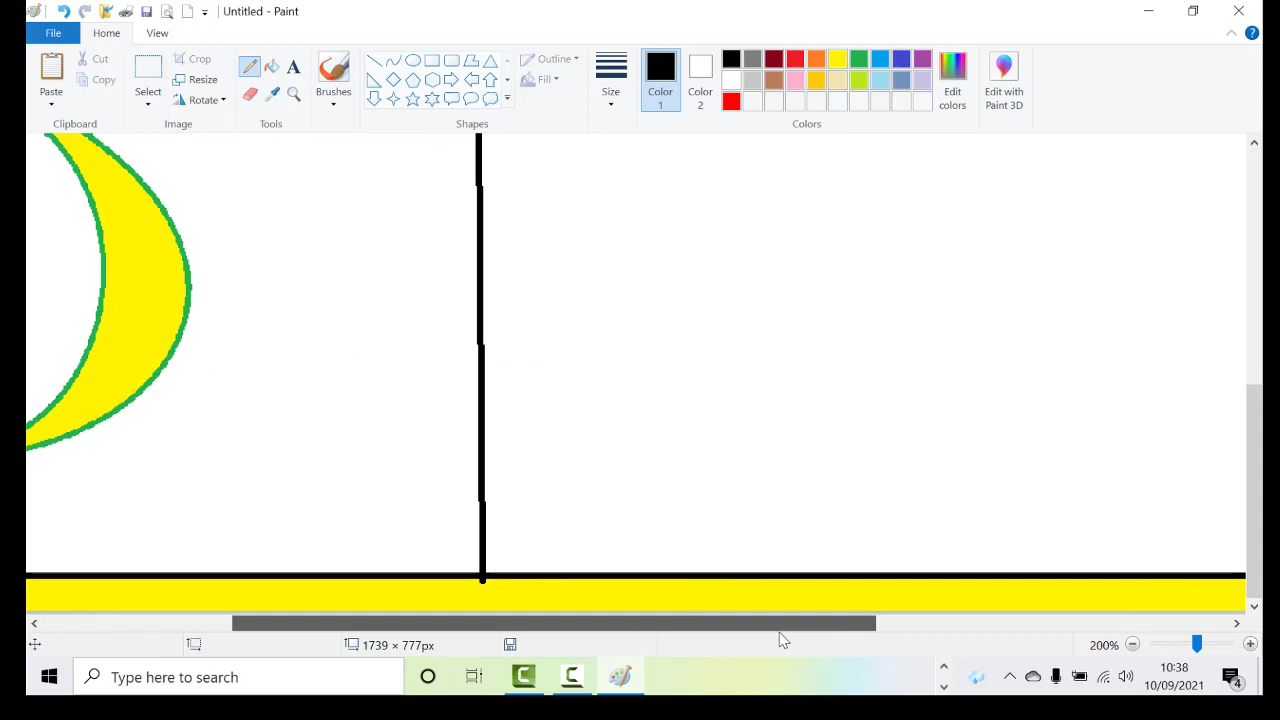 Untitled - Paint
File Home View
Paste
Cut
Copy
Clipboard
Select
Crop
Resize
Rotate
Image
A
Tools
Brushes
Shapes
Outline
Fill
Size
Color 1
Color 2
Edit colors
Colors
Edit with Paint 3D
1739 × 777px
200%
Type here to search
10:38
10/09/2021
4